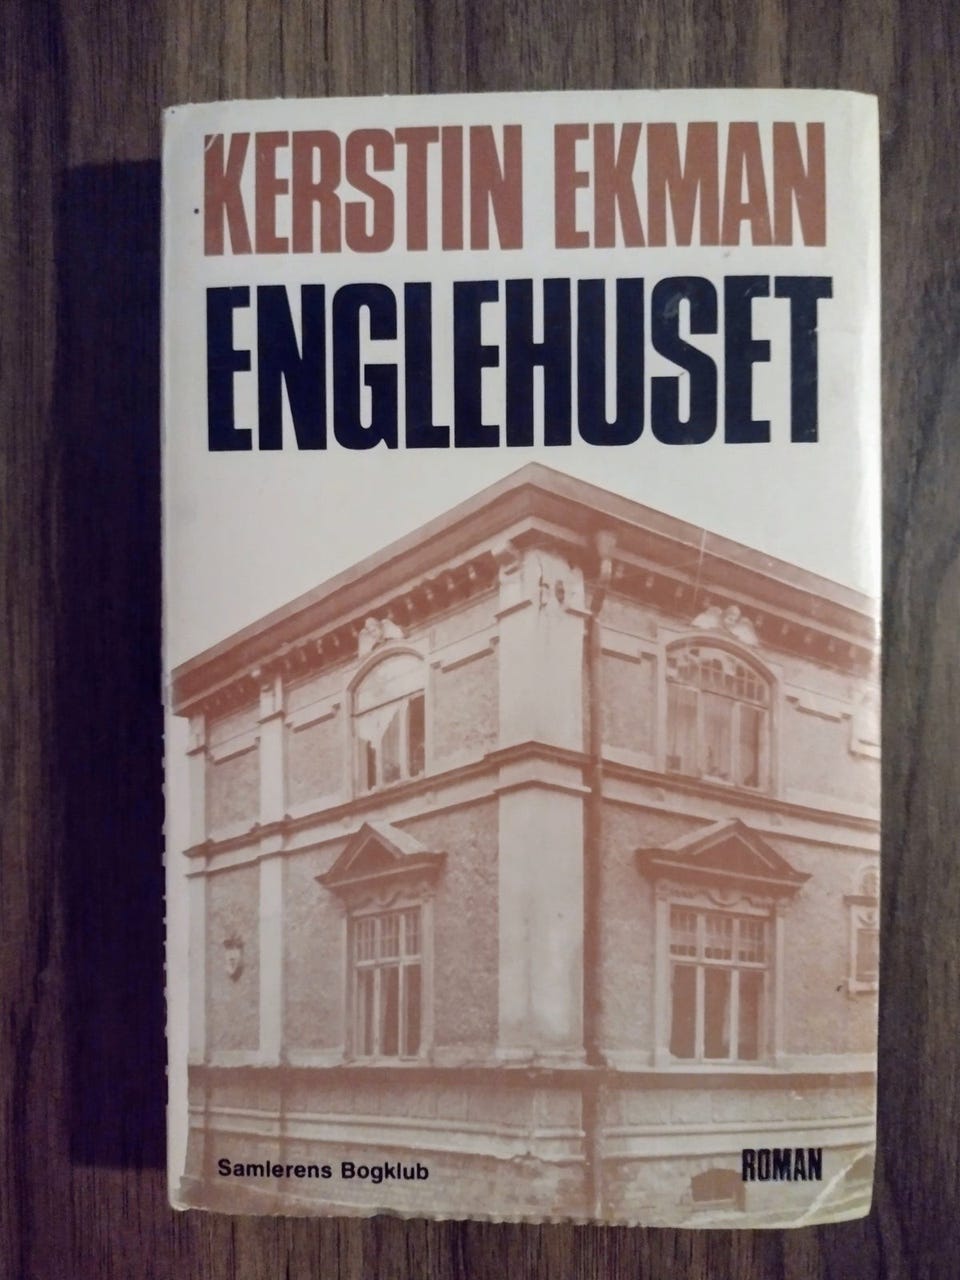 KERSTIN EKMAN
ENGLEHUSET
Samlerens Bogklub
ROMAN